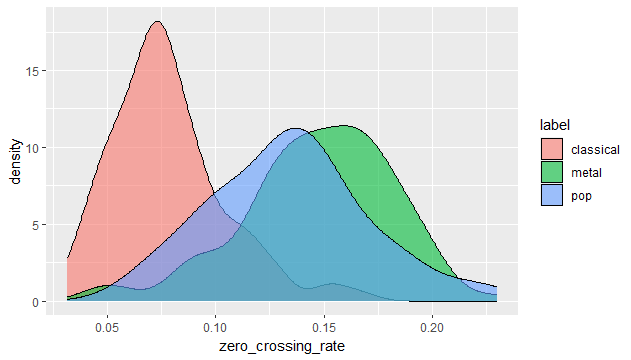 15
10
5
0
density
0.05 0.10 0.15 0.20
zero_crossing_rate
label
classical
metal
pop